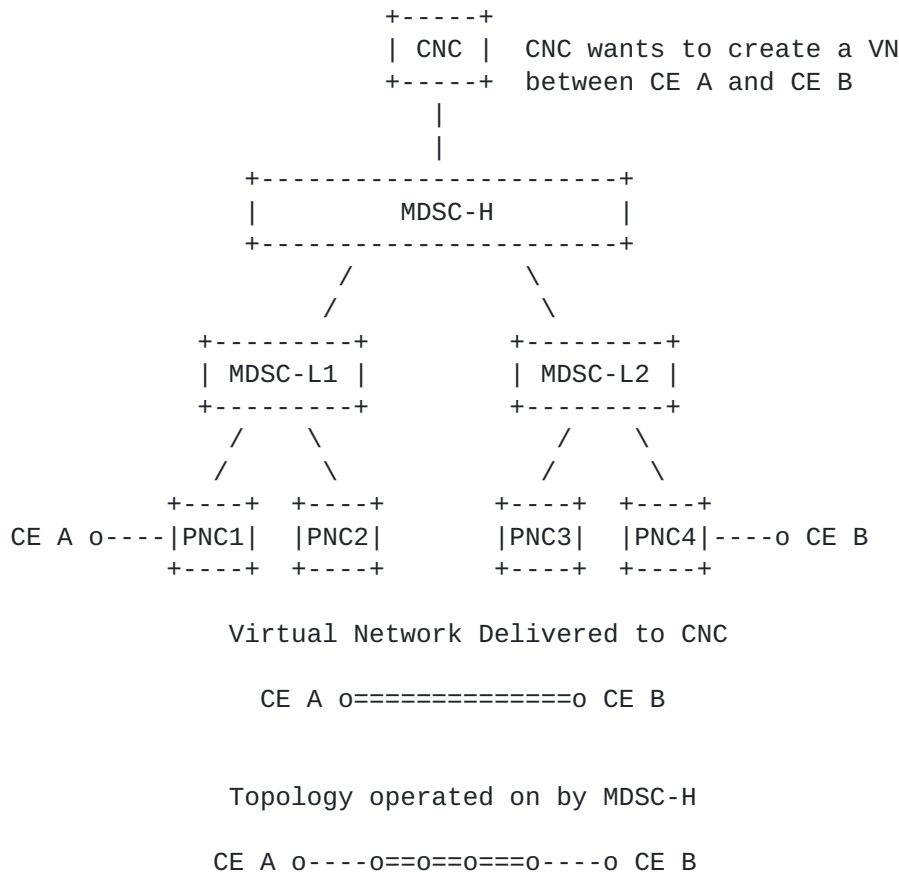 +-----+
| CNC |  CNC wants to create a VN
+-----+  between CE A and CE B
|
|
+-----------------------+
|         MDSC-H        |
+-----------------------+
/           \
/             \
+---------+         +---------+
| MDSC-L1 |         | MDSC-L2 |
+---------+         +---------+
/    \               /    \
/      \             /      \
+----+  +----+       +----+  +----+
CE A o----|PNC1|  |PNC2|       |PNC3|  |PNC4|----o CE B
+----+  +----+       +----+  +----+
Virtual Network Delivered to CNC
CE A o==============o CE B
Topology operated on by MDSC-H
CE A o----o==o==o===o----o CE B